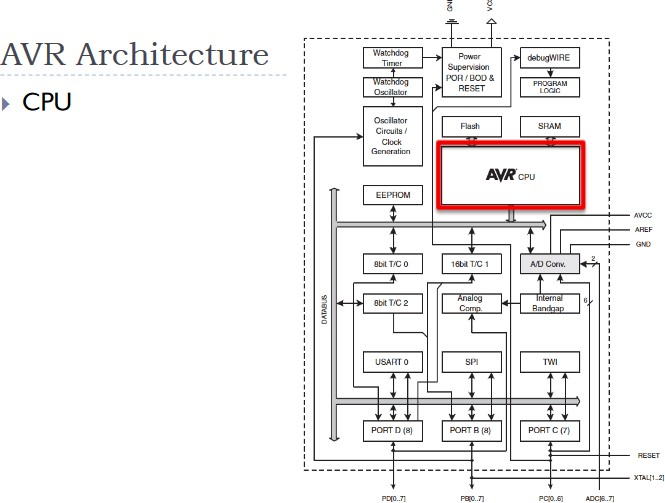 AVR Architecture
CPU
GND
VCC
Watchdog
Timer
Watchdog
Oscillator
Oscillator
Circuits /
Clock
Generation
Power
Supervision
POR / BOD &
RESET
debugWIRE
PROGRAM
LOGIC
Flash
SRAM
AVR CPU
EEPROM
AVCC
AREF
GND
8bit T/C 0
16bit T/C 1
A/D Conv.
2
8bit T/C 2
Analog
Comp.
Internal
Bandgap
6
DATABUS
USART 0
SPI
TWI
PORT D (8)
PORT B (8)
PORT C (7)
RESET
XTAL[1..2]
PD[0..7]
PB[0..7]
PC[0..6]
ADC[6..7]